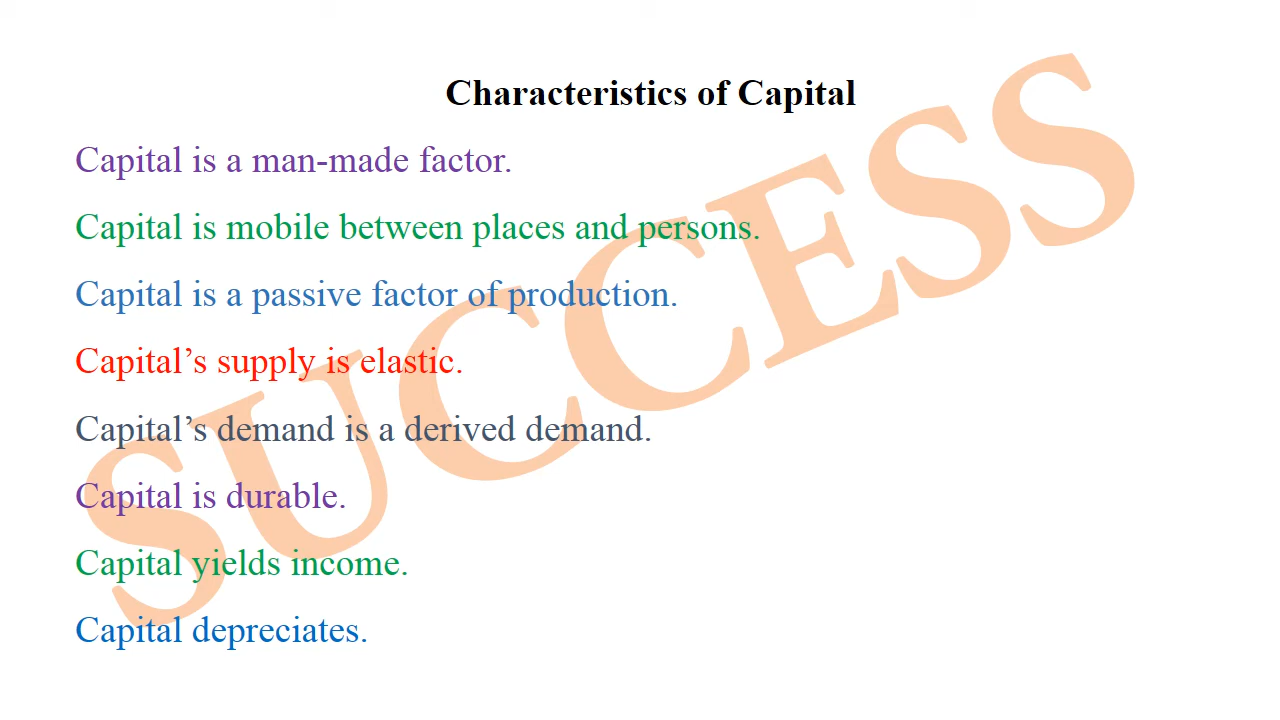 Characteristics of Capital
Capital is a man-made factor.
Capital is mobile between places and persons.
Capital is a passive factor of production.
Capital’s supply is elastic.
Capital’s demand is a derived demand.
Capital is durable.
Capital yields income.
Capital depreciates.
SUCCESS